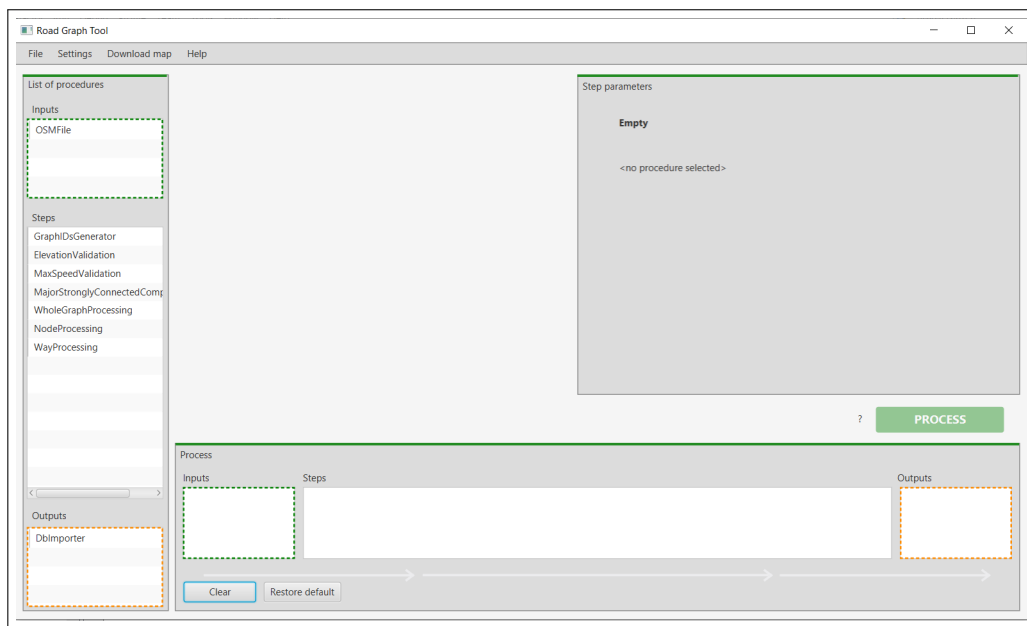 Road Graph Tool
File Settings Download map Help
List of procedures
Inputs
OSMFile
Steps
GraphIDsGenerator
ElevationValidation
MaxSpeedValidation
MajorStronglyConnectedComp
WholeGraphProcessing
NodeProcessing
WayProcessing
Outputs
DbImporter
Step parameters
Empty
<no procedure selected>
? PROCESS
Process
Inputs Steps Outputs
Clear Restore default